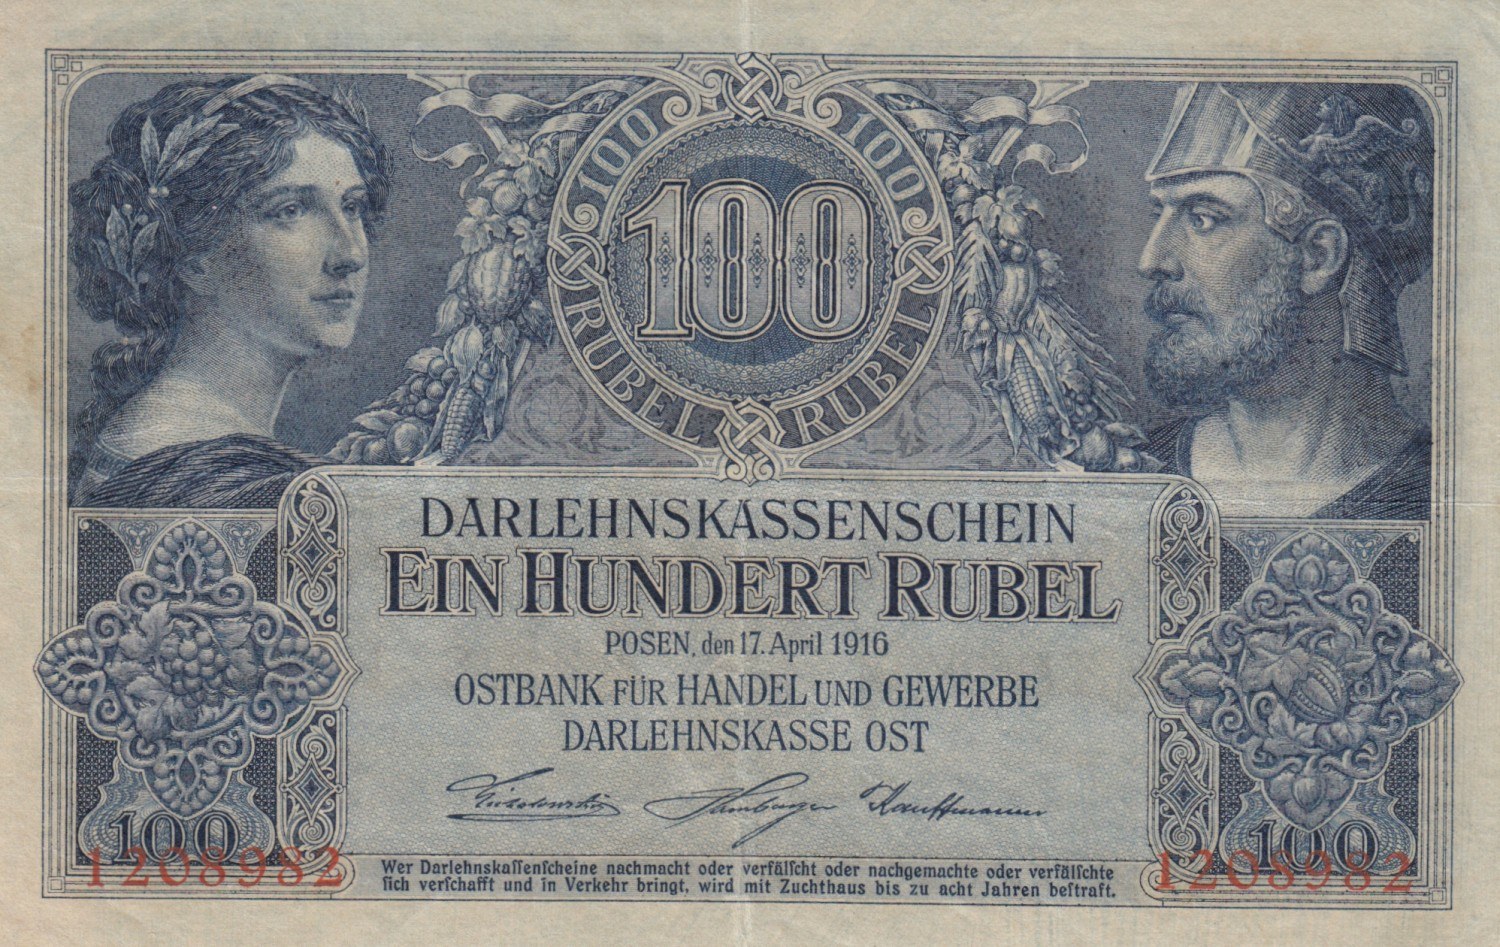 100 100
100
RUBEL RUBEL
DARLEHNSKASSENSCHEIN
EIN HUNDERT RUBEL
POSEN, den 17. April 1916
OSTBANK FÜR HANDEL UND GEWERBE
DARLEHNSKASSE OST
Hamburger Kauffmann
100 100
1208982 1208982
Wer Darlehnskaſſenſcheine nachmacht oder verfälſcht oder nachgemachte oder verfälſchte
ſich verſchafft und in Verkehr bringt, wird mit Zuchthaus bis zu acht Jahren beſtraft.